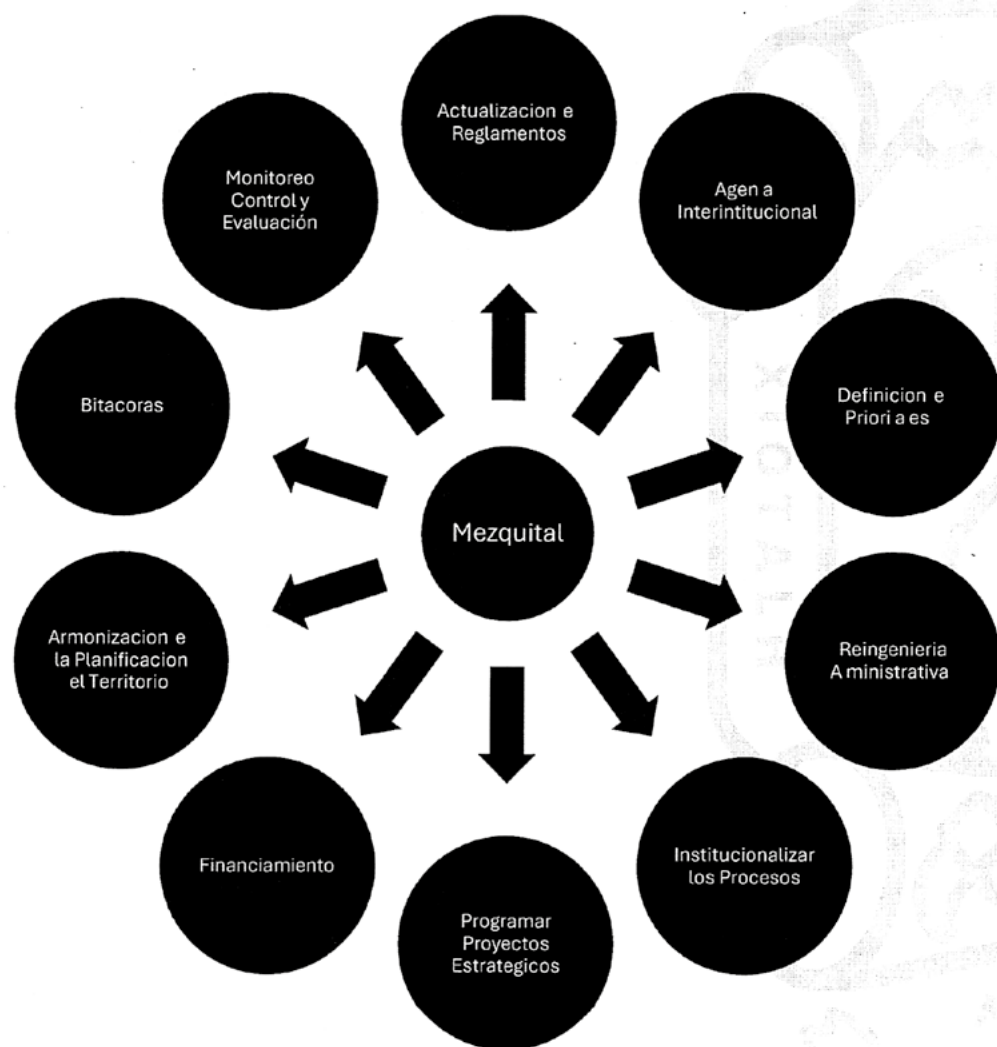 Actualizacion e
Reglamentos
Agen a
Interintitucional
Definicion e
Priori a es
Reingenieria
A ministrativa
Institucionalizar
los Procesos
Programar
Proyectos
Estrategicos
Financiamiento
Armonizacion e
la Planificacion
el Territorio
Bitacoras
Monitoreo
Control y
Evaluación
Mezquital